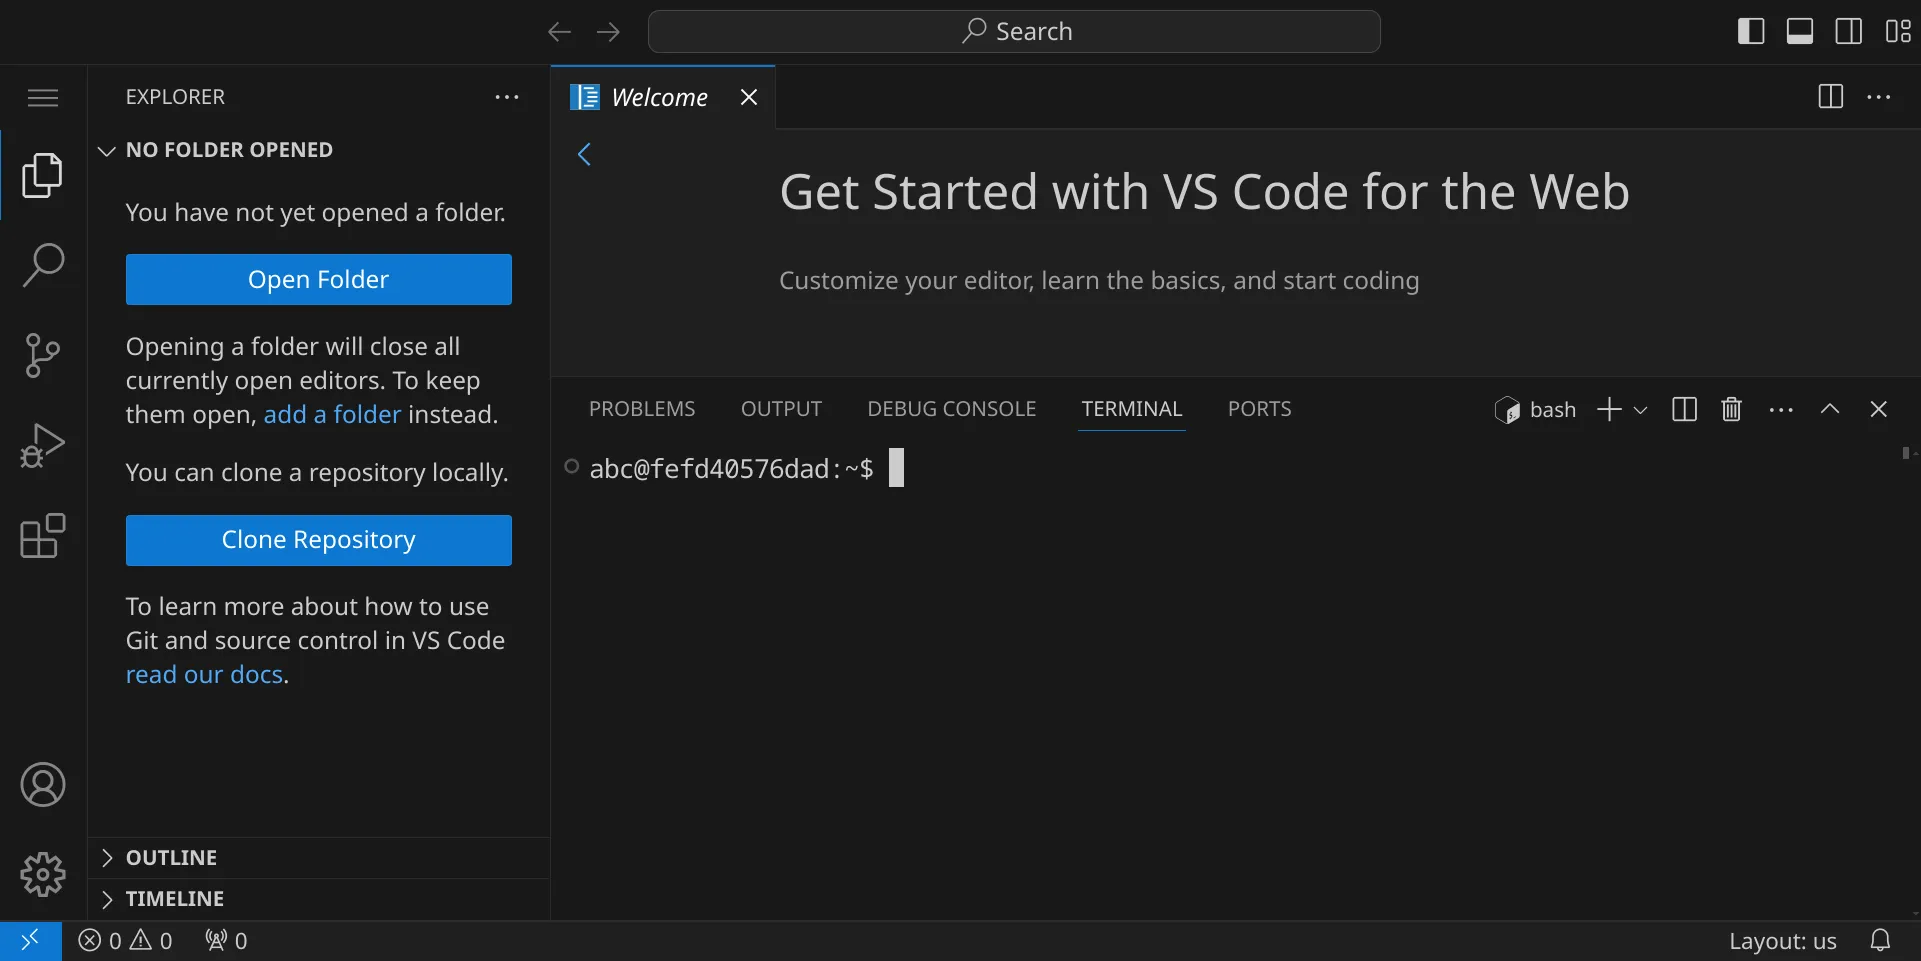 Search
EXPLORER
NO FOLDER OPENED
You have not yet opened a folder.
Open Folder
Opening a folder will close all
currently open editors. To keep
them open, add a folder instead.
You can clone a repository locally.
Clone Repository
To learn more about how to use
Git and source control in VS Code
read our docs.
OUTLINE
TIMELINE
Welcome
Get Started with VS Code for the Web
Customize your editor, learn the basics, and start coding
PROBLEMS OUTPUT DEBUG CONSOLE TERMINAL PORTS bash
abc@fefd40576dad:~$
0 0 0 Layout: us